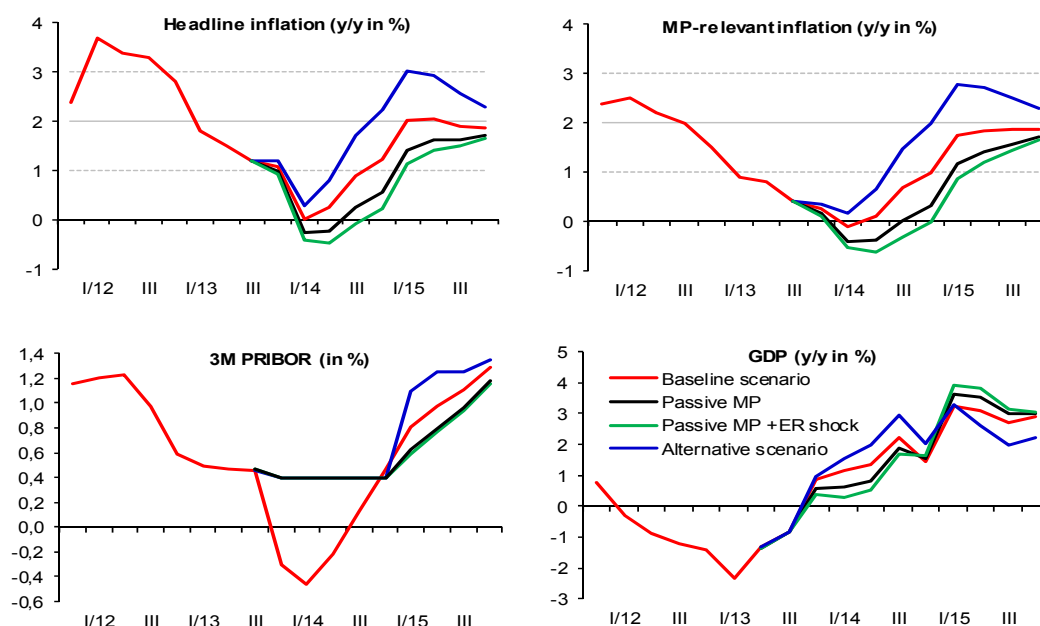 Headline inflation (y/y in %)
4
3
2
1
0
-1
I/12 III I/13 III I/14 III I/15 III
MP-relevant inflation (y/y in %)
4
3
2
1
0
-1
I/12 III I/13 III I/14 III I/15 III
3M PRIBOR (in %)
1,4
1,2
1,0
0,8
0,6
0,4
0,2
0,0
-0,2
-0,4
-0,6
I/12 III I/13 III I/14 III I/15 III
GDP (y/y in %)
5
4
3
2
1
0
-1
-2
-3
Baseline scenario
Passive MP
Passive MP +ER shock
Alternative scenario
I/12 III I/13 III I/14 III I/15 III